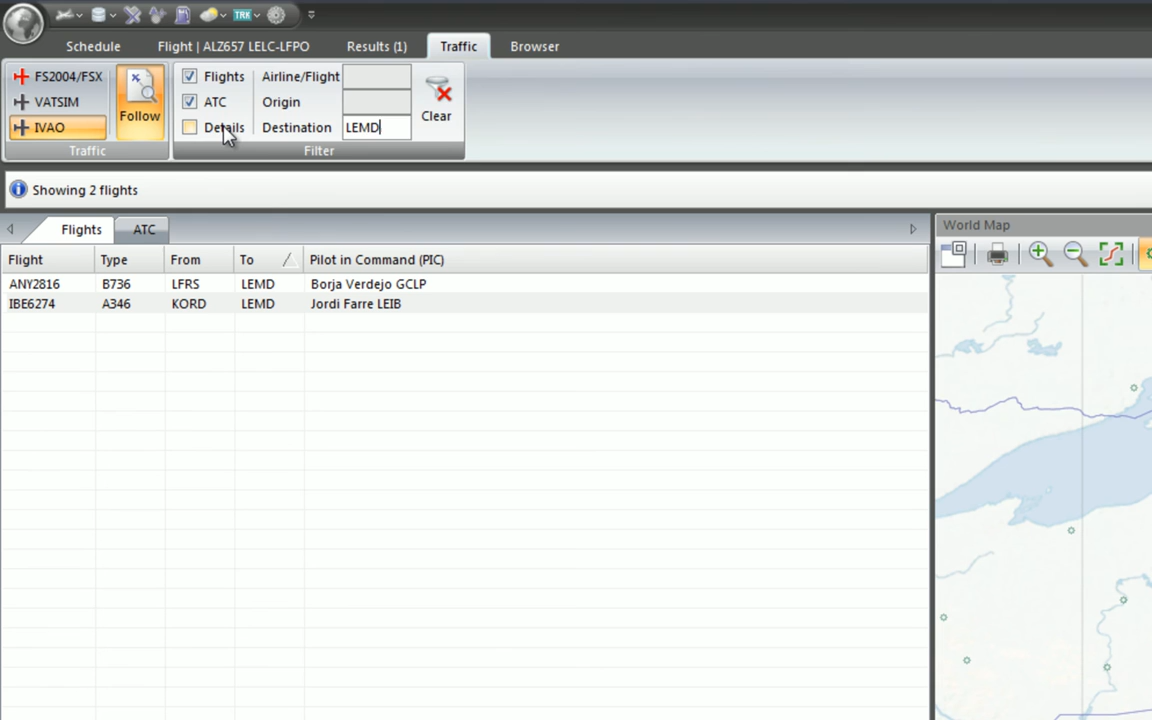 TRK
Schedule Flight | ALZ657 LELC-LFPO Results (1) Traffic Browser
FS2004/FSX Flights Airline/Flight
VATSIM ATC Origin
IVAO Follow Details Destination LEMD Clear
Traffic Filter
Showing 2 flights
Flights ATC World Map
Flight Type From To Pilot in Command (PIC)
ANY2816 B736 LFRS LEMD Borja Verdejo GCLP
IBE6274 A346 KORD LEMD Jordi Farre LEIB